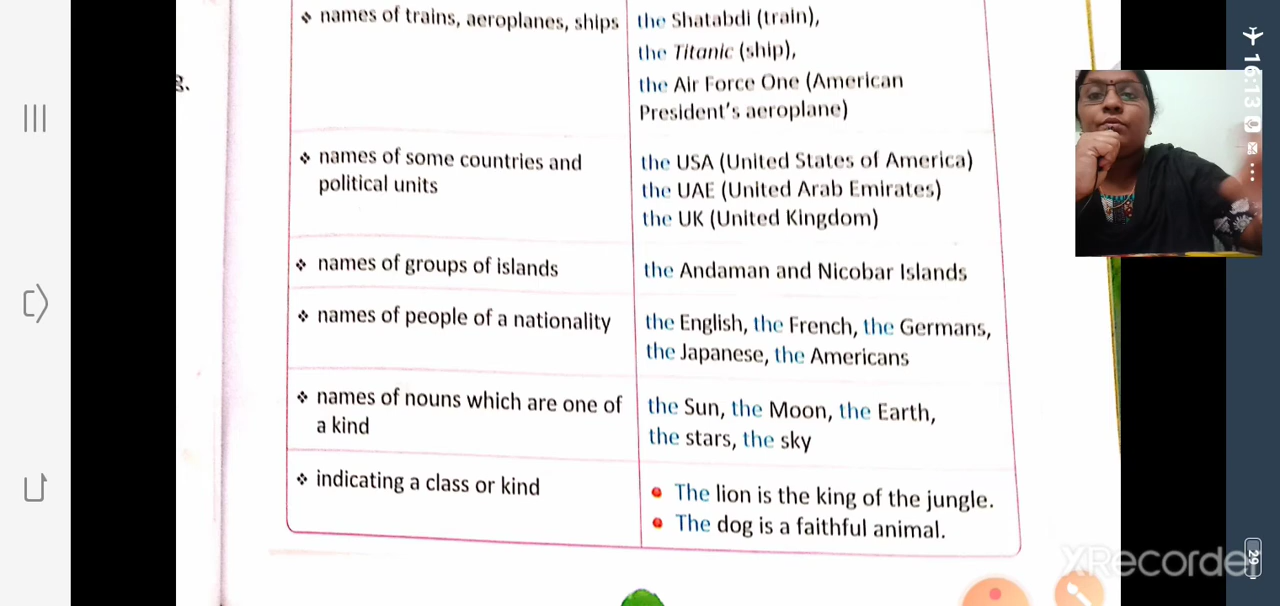 ❖ names of trains, aeroplanes, ships
the Shatabdi (train),
the Titanic (ship),
the Air Force One (American
President's aeroplane)
❖ names of some countries and
political units
the USA (United States of America)
the UAE (United Arab Emirates)
the UK (United Kingdom)
❖ names of groups of islands
the Andaman and Nicobar Islands
❖ names of people of a nationality
the English, the French, the Germans,
the Japanese, the Americans
❖ names of nouns which are one of
a kind
the Sun, the Moon, the Earth,
the stars, the sky
❖ indicating a class or kind
• The lion is the king of the jungle.
• The dog is a faithful animal.
16:13
29
XRecorder